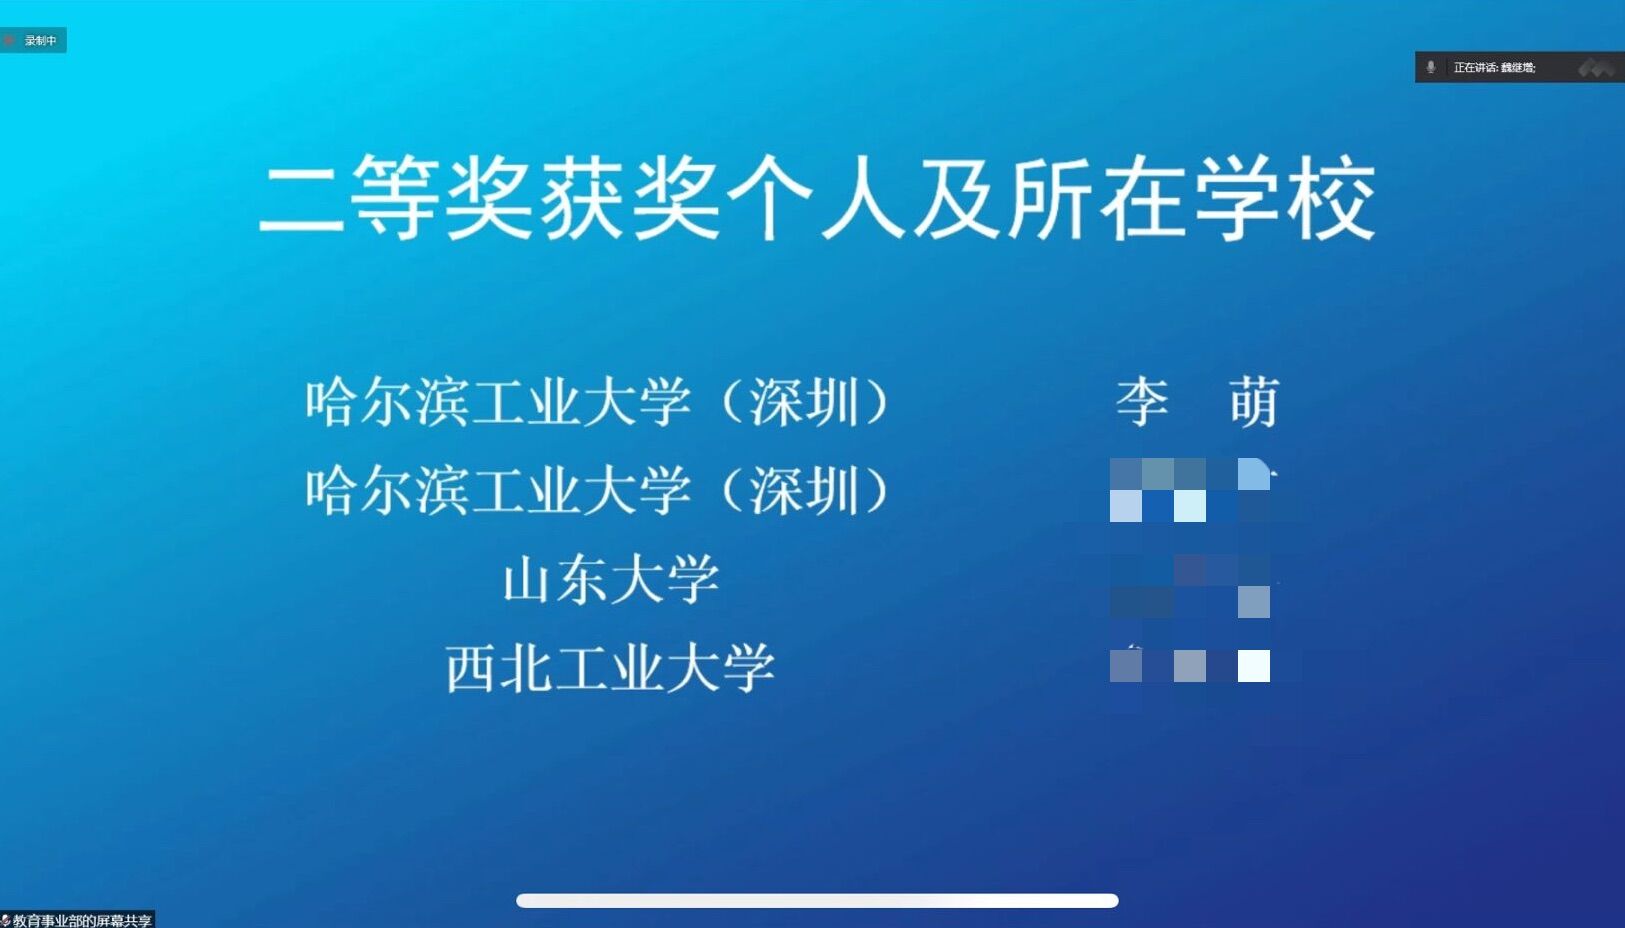 录制中
正在讲话: 魏继增;
二等奖获奖个人及所在学校
哈尔滨工业大学（深圳） 李 萌
哈尔滨工业大学（深圳）
山东大学
西北工业大学
教育事业部的屏幕共享